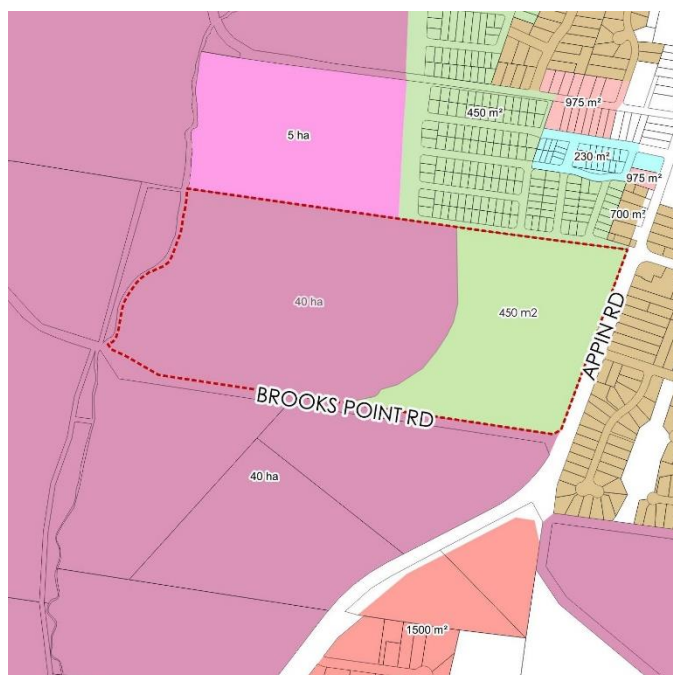 975 m²
450 m²
5 ha
230 m²
975 m²
700 m²
40 ha
450 m2
APPIN RD
BROOKS POINT RD
40 ha
1500 m²